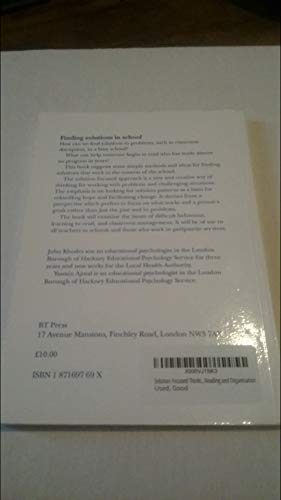 Finding solutions in school
How can we find solutions to problems, such as classroom
disruption, in a busy school?
What can help someone begin to read who has made almost
no progress in years?
This book suggests some simple methods and ideas for finding
solutions that work in the context of the school.
The solution focused approach is a new and creative way of
thinking for working with problems and challenging situations.
The emphasis is on looking for solution patterns as a basis for
rekindling hope and facilitating change. It derives from a
perspective which prefers to focus on what works and a person's
goals rather than just the past and its problems.
The book will examine the issues of difficult behaviour,
learning to read, and classroom management. It will be of use to
all teachers in schools and those who work in peripatetic services.
John Rhodes was an educational psychologist in the London
Borough of Hackney Educational Psychology Service for three
years and now works for the Local Health Authority.
Yasmin Ajmal is an educational psychologist in the London
Borough of Hackney Educational Psychology Service.
BT Press
17 Avenue Mansions, Finchley Road, London NW3 7AX
£10.00
ISBN 1 871697 69 X
Solution Focused Thinki...Reading and Organisation
Used, Good